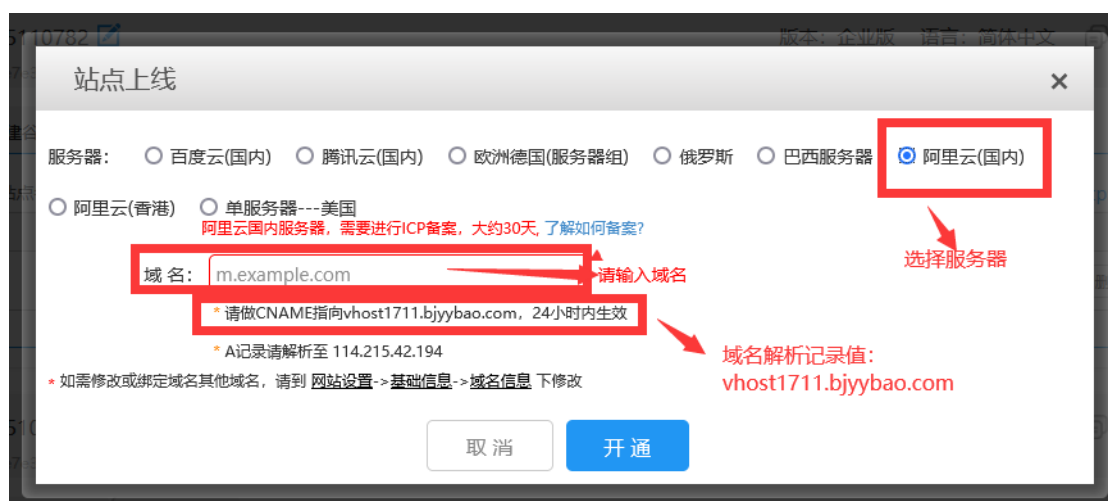 5110782 版本：企业版 语言：简体中文
站点上线
服务器： 百度云(国内) 腾讯云(国内) 欧洲德国(服务器组) 俄罗斯 巴西服务器 阿里云(国内)
阿里云(香港) 单服务器---美国
阿里云国内服务器，需要进行ICP备案，大约30天, 了解如何备案?
选择服务器
域 名： m.example.com 请输入域名
* 请做CNAME指向vhost1711.bjyybao.com，24小时内生效
* A记录请解析至 114.215.42.194
域名解析记录值：
vhost1711.bjyybao.com
* 如需修改或绑定域名其他域名，请到 网站设置->基础信息->域名信息 下修改
取 消 开 通